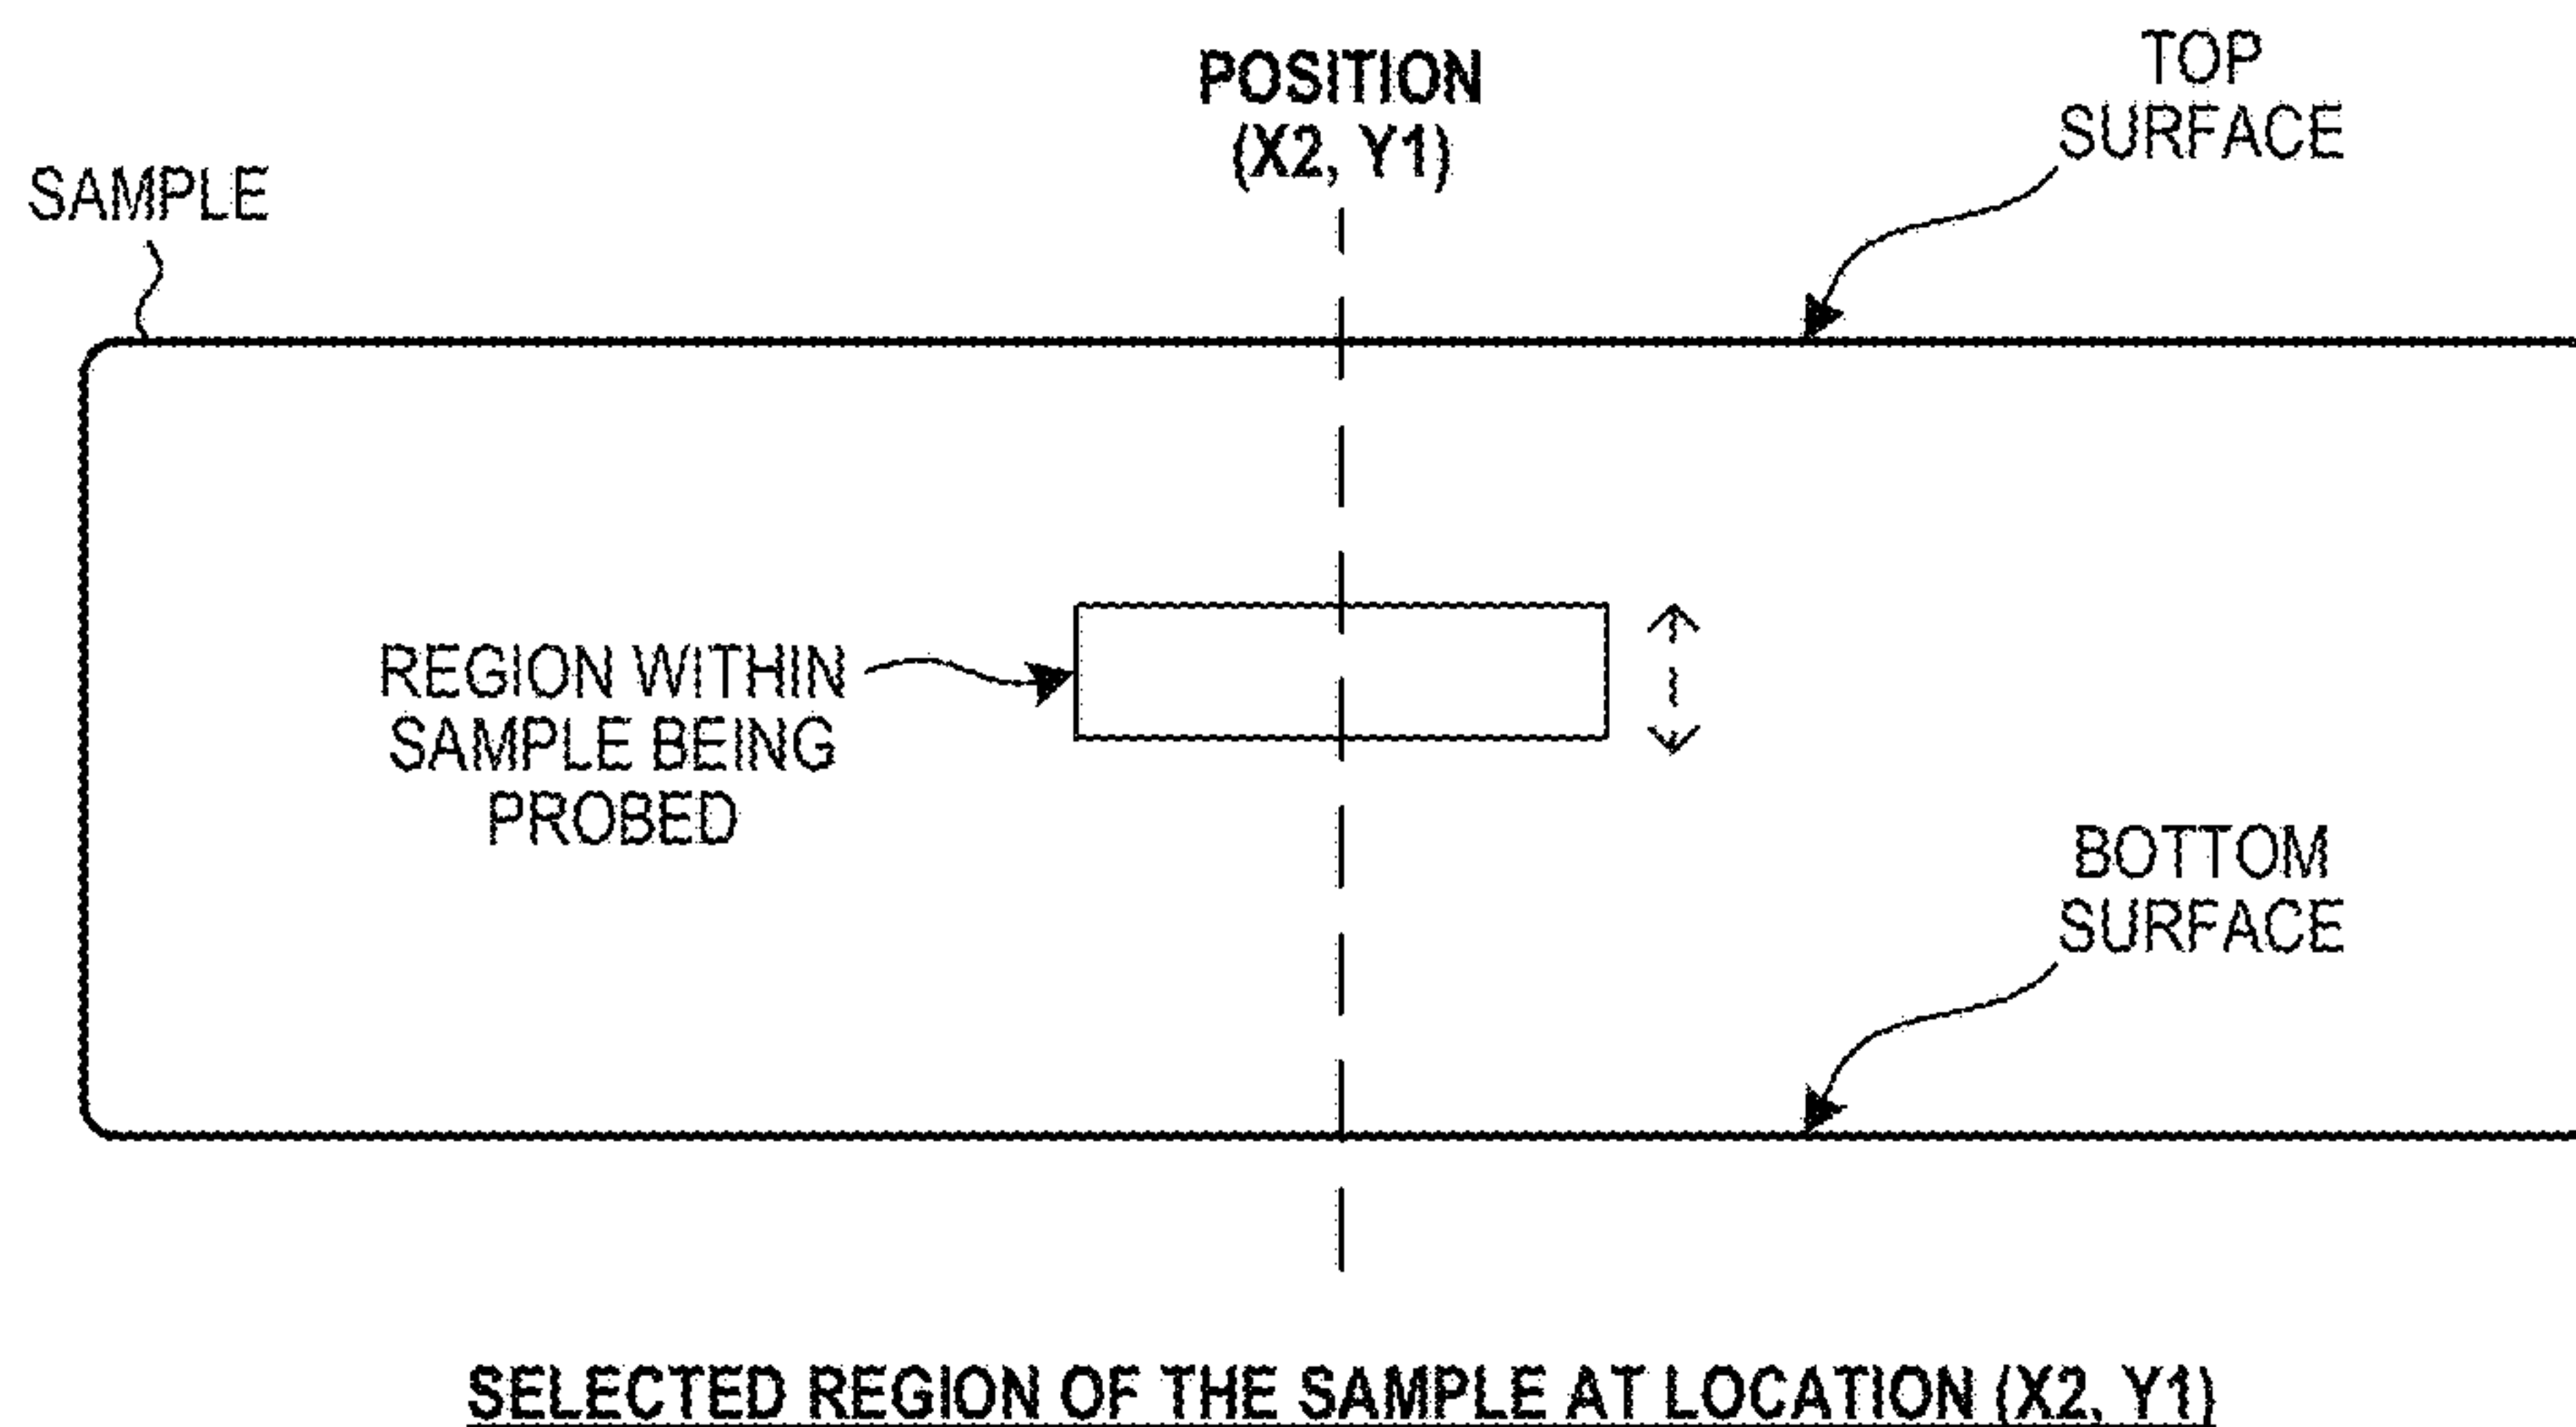 POSITION
(X2, Y1)
TOP
SURFACE
SAMPLE
REGION WITHIN
SAMPLE BEING
PROBED
BOTTOM
SURFACE
SELECTED REGION OF THE SAMPLE AT LOCATION (X2, Y1)